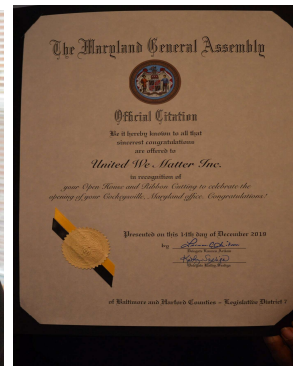 The Maryland General Assembly
Official Citation
Be it hereby known to all that
sincerest congratulations
are offered to
United We Matter Inc.
in recognition of
your Open House and Ribbon Cutting to celebrate the
opening of your Cockeysville, Maryland office. Congratulations!
Presented on this 14th day of December 2018
by
of Baltimore and Harford Counties - Legislative District